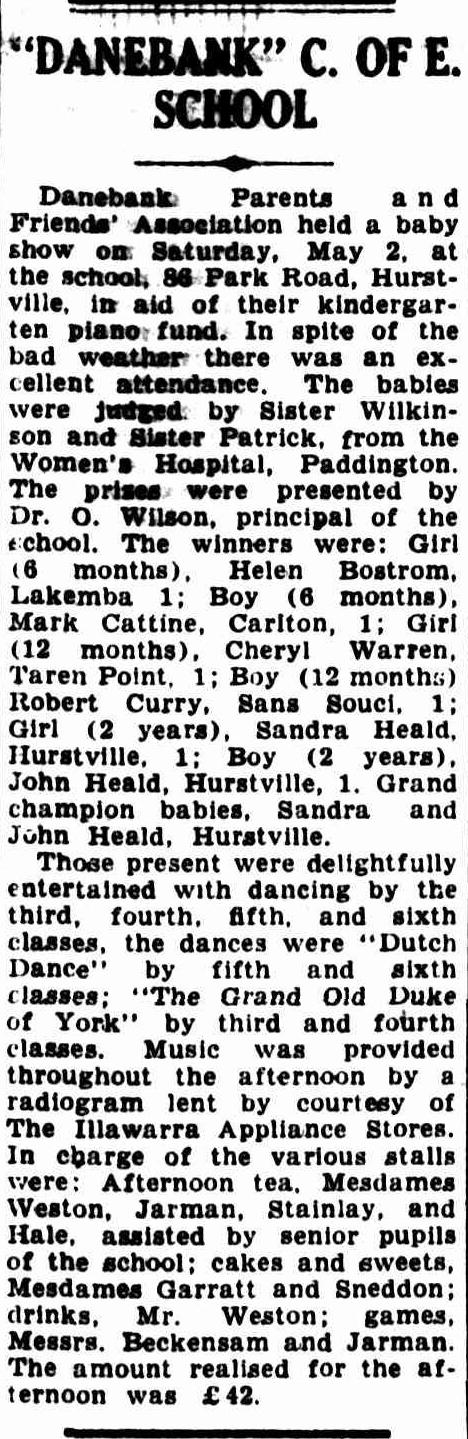 "DANEBANK" C. OF E.
SCHOOL
Danebank Parents and
Friends' Association held a baby
show on Saturday, May 2, at
the school, 86 Park Road, Hurst-
ville, in aid of their kindergar-
ten piano fund. In spite of the
bad weather there was an ex-
cellent attendance. The babies
were judged by Sister Wilkin-
son and Sister Patrick, from the
Women's Hospital, Paddington.
The prizes were presented by
Dr. O. Wilson, principal of the
school. The winners were: Girl
(6 months), Helen Bostrom,
Lakemba 1; Boy (6 months),
Mark Cattine, Carlton, 1; Girl
(12 months), Cheryl Warren,
Taren Point, 1; Boy (12 months)
Robert Curry, Sans Souci, 1;
Girl (2 years), Sandra Heald,
Hurstville, 1; Boy (2 years),
John Heald, Hurstville, 1. Grand
champion babies, Sandra and
John Heald, Hurstville.
Those present were delightfully
entertained with dancing by the
third, fourth, fifth, and sixth
classes, the dances were "Dutch
Dance" by fifth and sixth
classes; "The Grand Old Duke
of York" by third and fourth
classes. Music was provided
throughout the afternoon by a
radiogram lent by courtesy of
The Illawarra Appliance Stores.
In charge of the various stalls
were: Afternoon tea, Mesdames
Weston, Jarman, Stainlay, and
Hale, assisted by senior pupils
of the school; cakes and sweets,
Mesdames Garratt and Sneddon;
drinks, Mr. Weston; games,
Messrs. Beckensam and Jarman.
The amount realised for the af-
ternoon was £42.